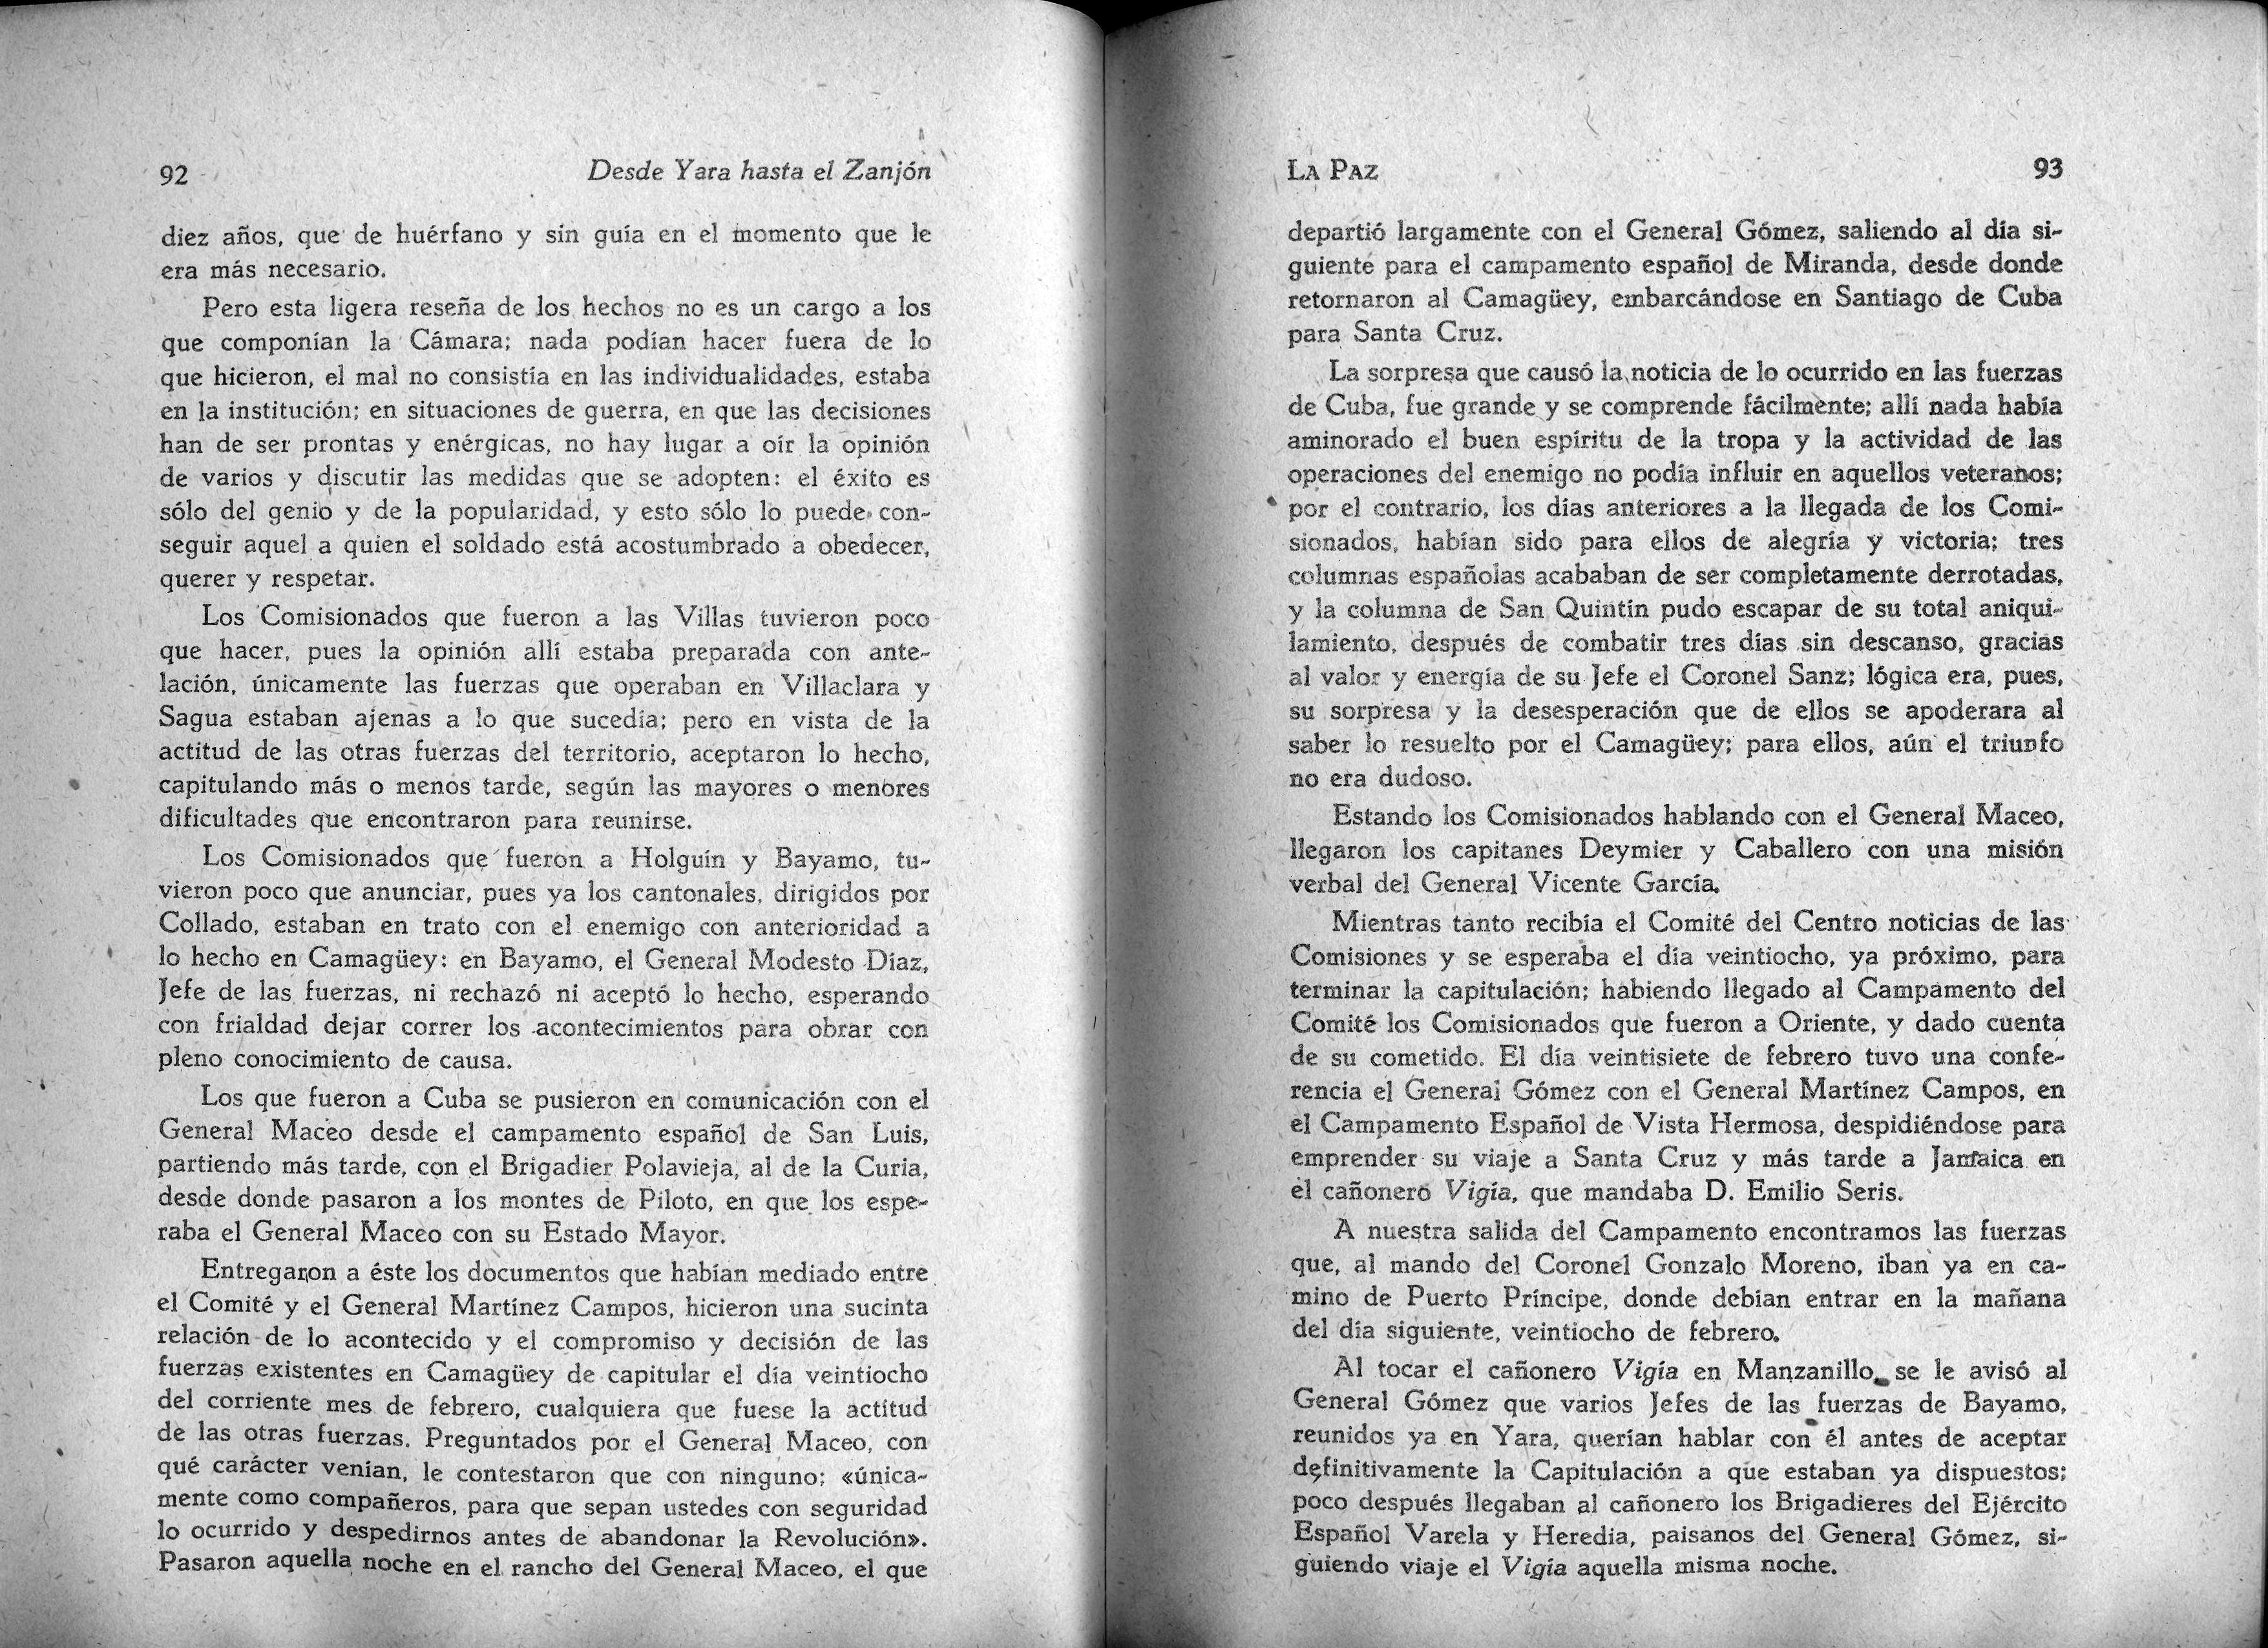 92 Desde Yara hasta el Zanjón
diez años, que de huérfano y sin guía en el momento que le
era más necesario.
Pero esta ligera reseña de los hechos no es un cargo a los
que componían la Cámara; nada podían hacer fuera de lo
que hicieron, el mal no consistía en las individualidades, estaba
en la institución; en situaciones de guerra, en que las decisiones
han de ser prontas y enérgicas, no hay lugar a oír la opinión
de varios y discutir las medidas que se adopten: el éxito es
sólo del genio y de la popularidad, y esto sólo lo puede con-
seguir aquel a quien el soldado está acostumbrado a obedecer,
querer y respetar.
Los Comisionados que fueron a las Villas tuvieron poco
que hacer, pues la opinión allí estaba preparada con ante-
lación, únicamente las fuerzas que operaban en Villaclara y
Sagua estaban ajenas a lo que sucedía; pero en vista de la
actitud de las otras fuerzas del territorio, aceptaron lo hecho,
capitulando más o menos tarde, según las mayores o menores
dificultades que encontraron para reunirse.
Los Comisionados que fueron a Holguín y Bayamo, tu-
vieron poco que anunciar, pues ya los cantonales, dirigidos por
Collado, estaban en trato con el enemigo con anterioridad a
lo hecho en Camagüey: en Bayamo, el General Modesto Díaz,
Jefe de las fuerzas, ni rechazó ni aceptó lo hecho, esperando
con frialdad dejar correr los acontecimientos para obrar con
pleno conocimiento de causa.
Los que fueron a Cuba se pusieron en comunicación con el
General Maceo desde el campamento español de San Luis,
partiendo más tarde, con el Brigadier Polavieja, al de la Curia,
desde donde pasaron a los montes de Piloto, en que los espe-
raba el General Maceo con su Estado Mayor.
Entregaron a éste los documentos que habían mediado entre
el Comité y el General Martínez Campos, hicieron una sucinta
relación de lo acontecido y el compromiso y decisión de las
fuerzas existentes en Camagüey de capitular el día veintiocho
del corriente mes de febrero, cualquiera que fuese la actitud
de las otras fuerzas. Preguntados por el General Maceo, con
qué carácter venían, le contestaron que con ninguno; «única-
mente como compañeros, para que sepan ustedes con seguridad
lo ocurrido y despedirnos antes de abandonar la Revolución».
Pasaron aquella noche en el rancho del General Maceo, el que
LA PAZ 93
departió largamente con el General Gómez, saliendo al día si-
guiente para el campamento español de Miranda, desde donde
retornaron al Camagüey, embarcándose en Santiago de Cuba
para Santa Cruz.
La sorpresa que causó la noticia de lo ocurrido en las fuerzas
de Cuba, fue grande y se comprende fácilmente; allí nada había
aminorado el buen espíritu de la tropa y la actividad de las
operaciones del enemigo no podía influir en aquellos veteranos;
por el contrario, los días anteriores a la llegada de los Comi-
sionados, habían sido para ellos de alegría y victoria; tres
columnas españolas acababan de ser completamente derrotadas,
y la columna de San Quintín pudo escapar de su total aniqui-
lamiento, después de combatir tres días sin descanso, gracias
al valor y energía de su Jefe el Coronel Sanz; lógica era, pues,
su sorpresa y la desesperación que de ellos se apoderara al
saber lo resuelto por el Camagüey; para ellos, aún el triunfo
no era dudoso.
Estando los Comisionados hablando con el General Maceo,
llegaron los capitanes Deymier y Caballero con una misión
verbal del General Vicente García.
Mientras tanto recibía el Comité del Centro noticias de las
Comisiones y se esperaba el día veintiocho, ya próximo, para
terminar la capitulación; habiendo llegado al Campamento del
Comité los Comisionados que fueron a Oriente, y dado cuenta
de su cometido. El día veintisiete de febrero tuvo una confe-
rencia el General Gómez con el General Martínez Campos, en
el Campamento Español de Vista Hermosa, despidiéndose para
emprender su viaje a Santa Cruz y más tarde a Jamaica en
el cañonero Vigía, que mandaba D. Emilio Seris.
A nuestra salida del Campamento encontramos las fuerzas
que, al mando del Coronel Gonzalo Moreno, iban ya en ca-
mino de Puerto Príncipe, donde debían entrar en la mañana
del día siguiente, veintiocho de febrero.
Al tocar el cañonero Vigía en Manzanillo, se le avisó al
General Gómez que varios Jefes de las fuerzas de Bayamo,
reunidos ya en Yara, querían hablar con él antes de aceptar
definitivamente la Capitulación a que estaban ya dispuestos;
poco después llegaban al cañonero los Brigadieres del Ejército
Español Varela y Heredia, paisanos del General Gómez, si-
guiendo viaje el Vigía aquella misma noche.